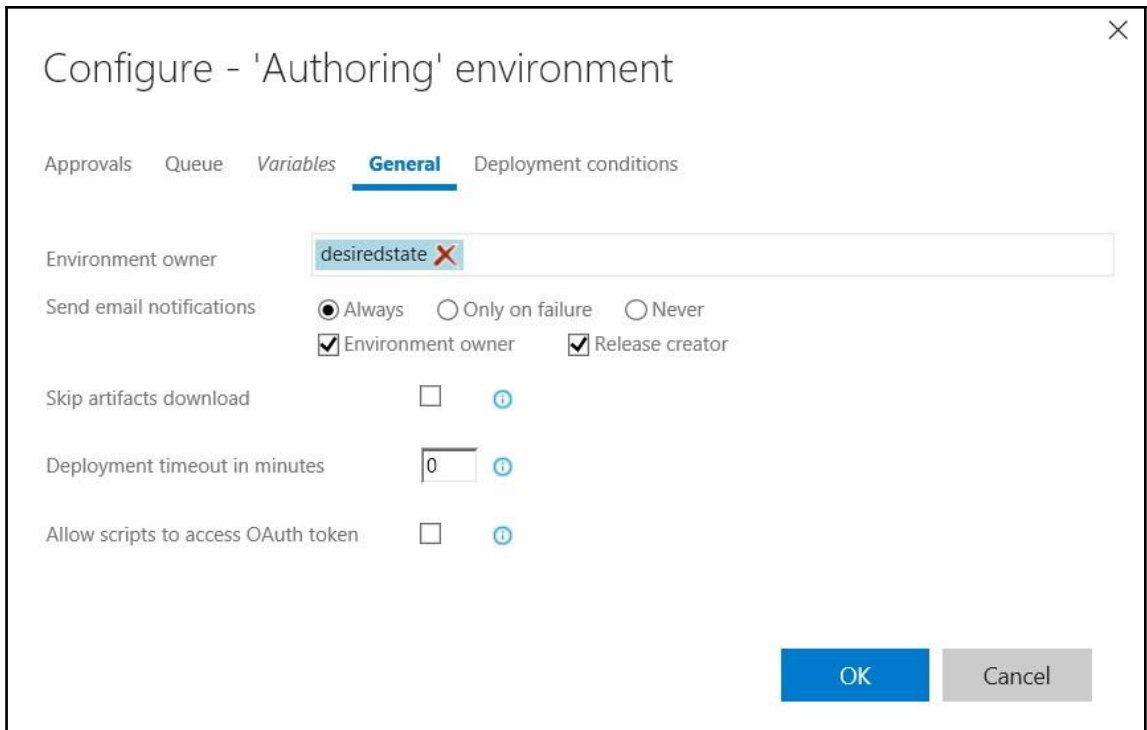 Configure - 'Authoring' environment
Approvals Queue Variables General Deployment conditions
Environment owner desiredstate
Send email notifications Always Only on failure Never
Environment owner Release creator
Skip artifacts download
Deployment timeout in minutes 0
Allow scripts to access OAuth token
OK Cancel